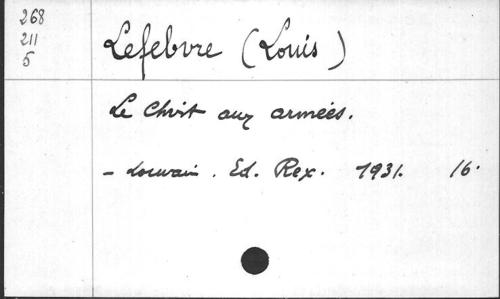 268
211
5
Lefebvre (Louis)
Le Christ aux armées.
- Louvain. Ed. Rex. 1931. 16.